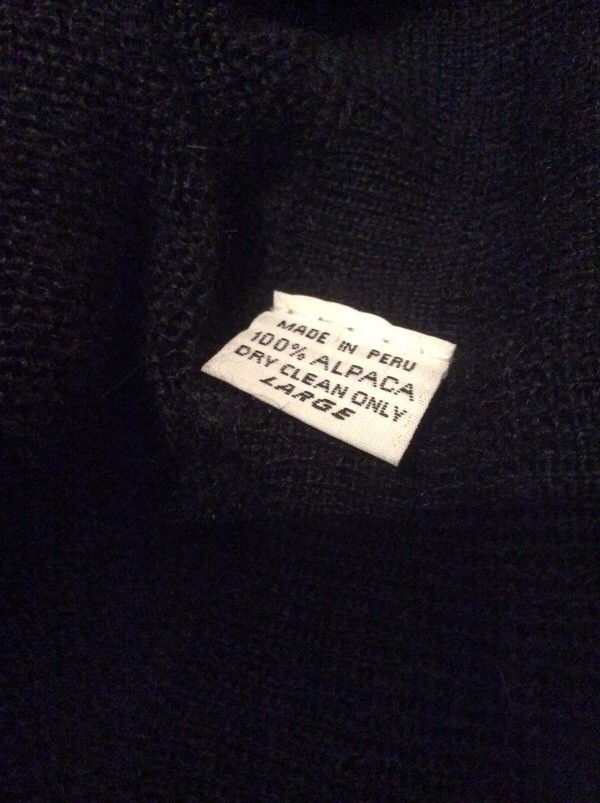 MADE IN PERU
100% ALPACA
DRY CLEAN ONLY
LARGE